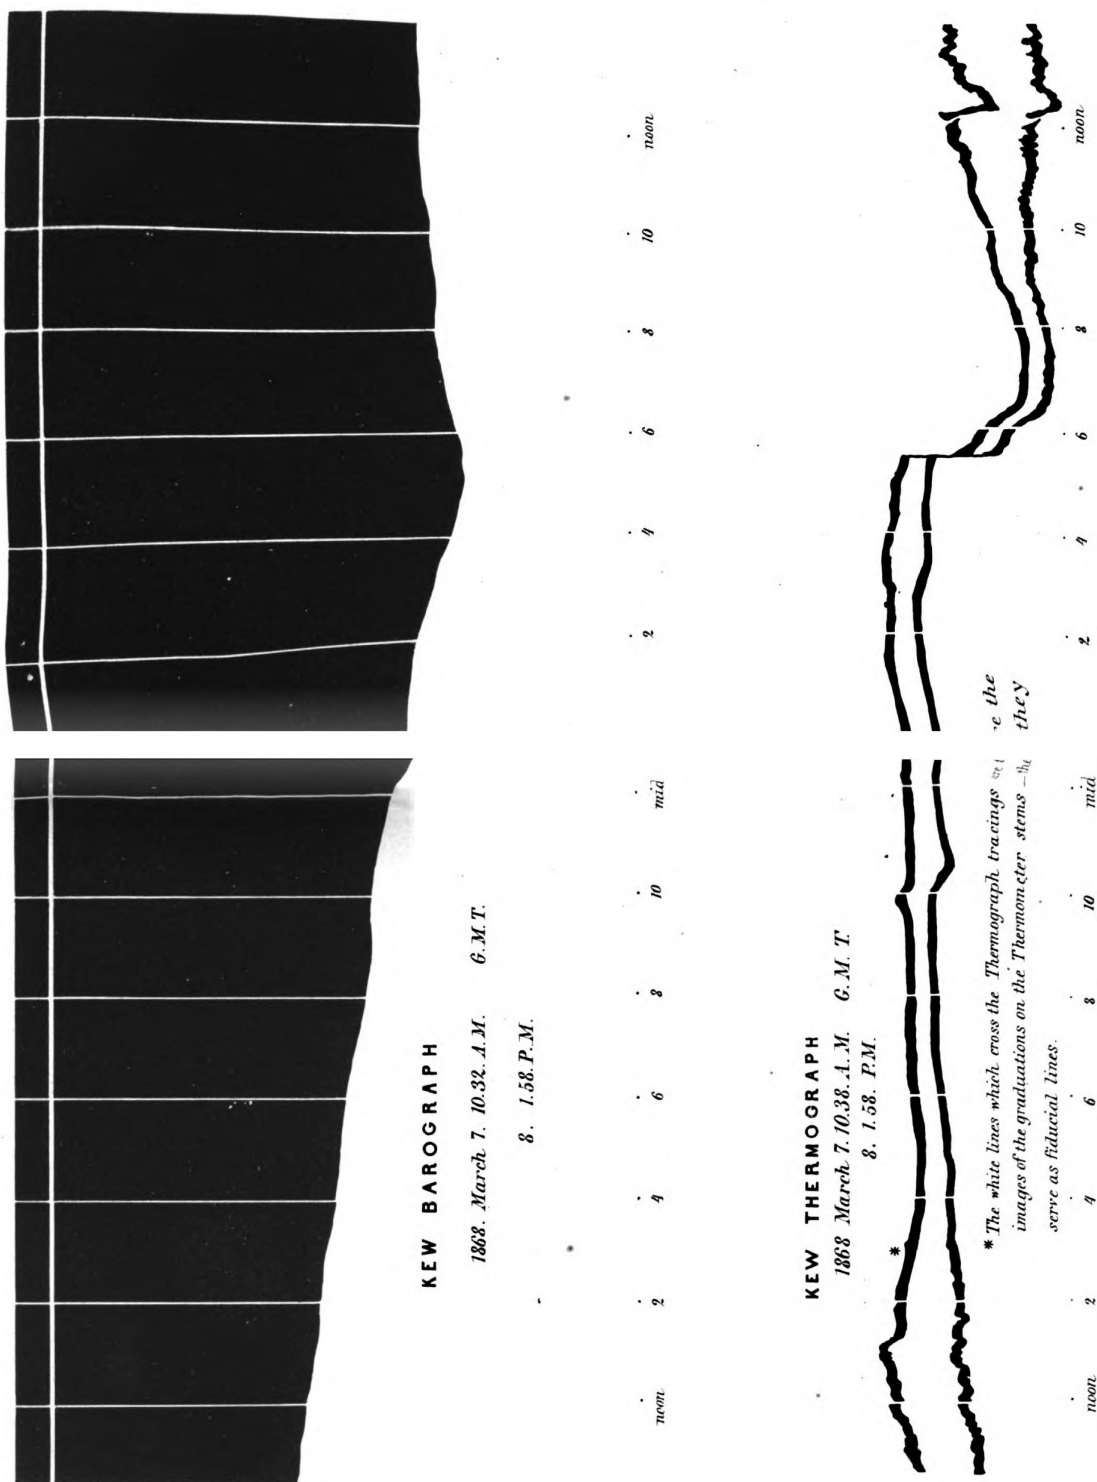 KEW BAROGRAPH
1868. March 7. 10.32. A.M. G.M.T.
8. 1.58. P.M.
noon 2 4 6 8 10 mid 2 4 6 8 10 noon
KEW THERMOGRAPH
1868 March 7. 10.38. A.M. G.M.T.
8. 1.58. P.M.
* The white lines which cross the Thermograph tracings the
images of the graduations on the Thermometer stems – they
serve as fiducial lines.
noon 2 4 6 8 10 mid 2 4 6 8 10 noon